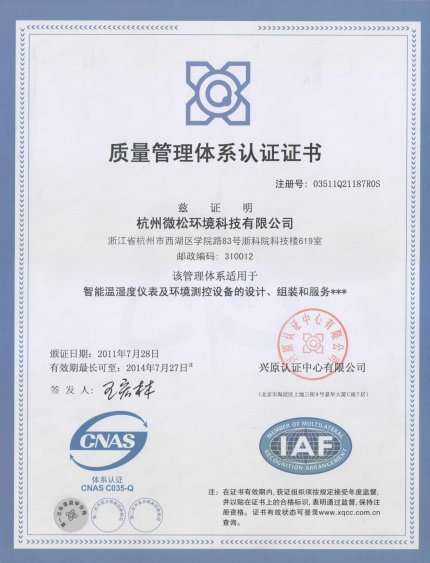 质量管理体系认证证书
注册号: 03511Q21187R0S
兹 证 明
杭州微松环境科技有限公司
浙江省杭州市西湖区学院路83号浙科院科技楼619室
邮政编码: 310012
该管理体系适用于
智能温湿度仪表及环境测控设备的设计、组装和服务***
兴原认证中心有限公司
颁证日期: 2011年7月28日
有效期最长可至: 2014年7月27日注
兴原认证中心有限公司
签 发 人:
(北京市海淀区上地三街9号嘉华大厦C座7层)
CNAS
体系认证
CNAS C035-Q
MEMBER OF MULTILATERAL
IAF
RECOGNITION ARRANGEMENT
注: 在证书有效期内, 获证组织须按规定接受年度监督,
并以贴在证书上的合格标识, 表明通过监督, 保持注
册资格。证书有效状态可登录www.xqcc.com.cn
查询。